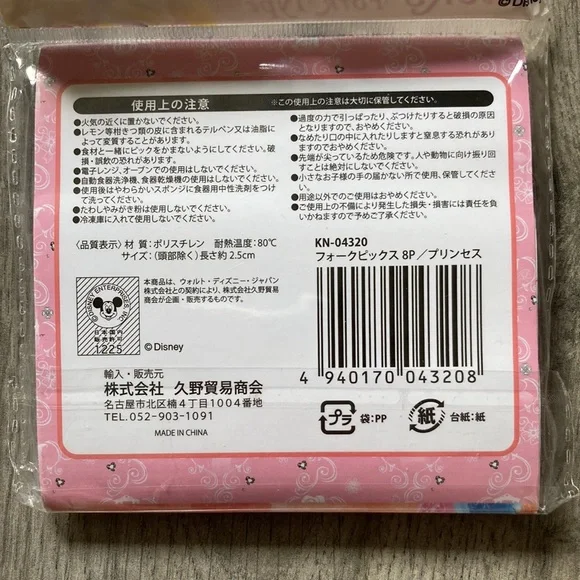 使用上の注意
※この使用上の注意は大切に保管してください。
●火気の近くに置かないでください。
●レモン等柑きつ類の皮に含まれるテルペン又は油脂に
よって変質することがあります。
●食材と一緒にピックをかまないようにしてください。破
損・誤飲の恐れがあります。
●電子レンジ、オーブンでの使用はしないでください。
●自動食器洗浄機、食器乾燥機の使用はしないでください。
●使用後はやわらかいスポンジに食器用中性洗剤をつけ
て洗ってください。
●たわしやみがき粉は使用しないでください。
●冷凍庫に入れて使用しないでください。
●過度の力で引っぱったり、ぶつけたりすると破損の原因
となりますので、おやめください。
●なめたり口の中に入れたりしますと窒息する恐れがあ
りますので、おやめください。
●先端が尖っているため危険です。人や動物に向け振り回
すことは絶対にしないでください。
●小さなお子様の手の届かない所で使用、保管してくださ
い。
●用途以外でのご使用はおやめください。
●ご使用上の不備により発生した損失・損害には責任を負
いかねますので予めご了承ください。
〈品質表示〉材 質：ポリスチレン 耐熱温度：80℃
サイズ：（頭部除く）長さ約 2.5cm
KN-04320
フォークピックス 8P／プリンセス
© DISNEY ENTERPRISES, INC.
日本国内
販売許可
1225
本商品は、ウォルト・ディズニー・ジャパン
株式会社との契約により、株式会社久野貿易
商会が企画・販売するものです。
©Disney
4 940170 043208
輸入・販売元
株式会社 久野貿易商会
名古屋市北区楠4丁目1004番地
TEL.052-903-1091
MADE IN CHINA
プラ
袋：PP
紙
台紙：紙